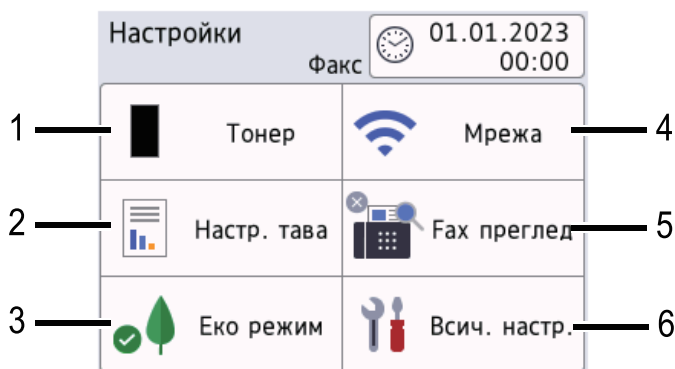 Настройки
Факс
01.01.2023
00:00
1
Тонер
Мрежа
4
2
Настр. тава
Fax преглед
5
3
Еко режим
Всич. настр.
6